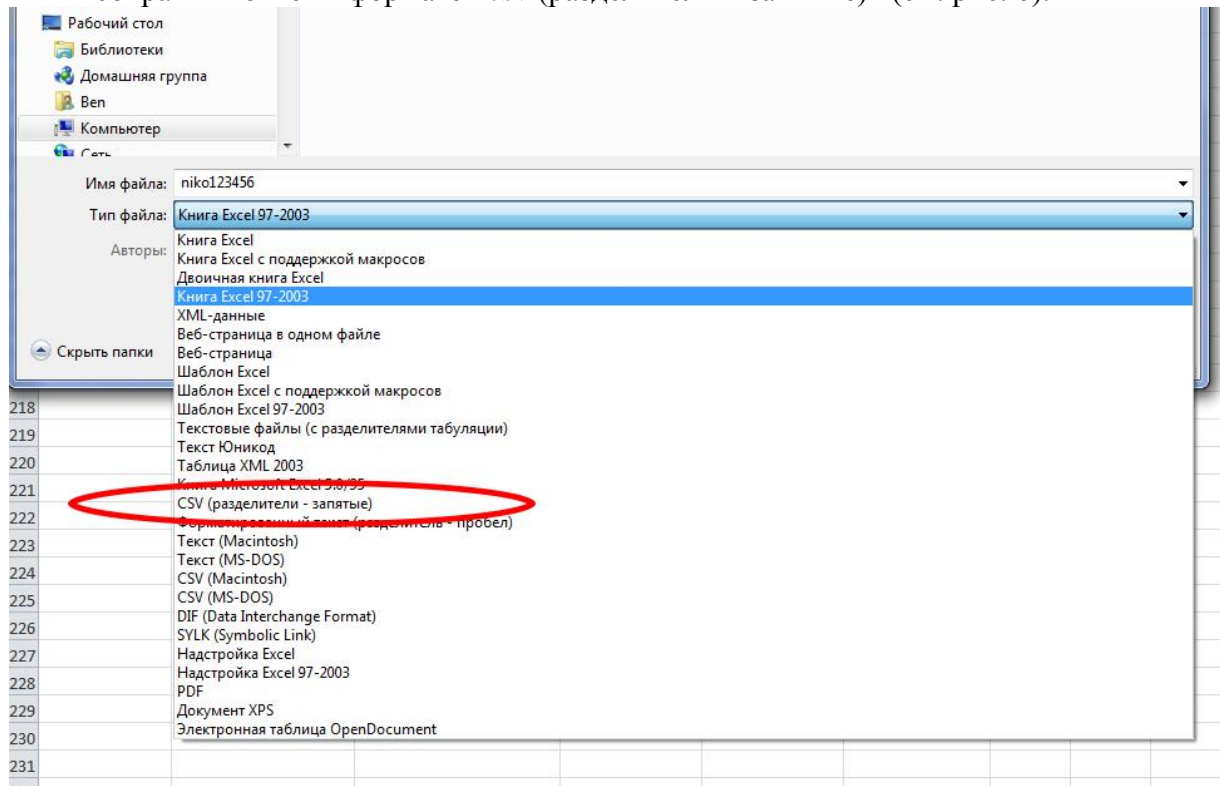 Рабочий стол
Библиотеки
Домашняя группа
Ben
Компьютер
Сеть
Имя файла: niko123456
Тип файла: Книга Excel 97-2003
Авторы:
Книга Excel
Книга Excel с поддержкой макросов
Двоичная книга Excel
Книга Excel 97-2003
XML-данные
Веб-страница в одном файле
Скрыть папки
Веб-страница
Шаблон Excel
Шаблон Excel с поддержкой макросов
218
Шаблон Excel 97-2003
219
Текстовые файлы (с разделителями табуляции)
Текст Юникод
220
Таблица XML 2003
221
Книга Microsoft Excel 5.0/95
CSV (разделители - запятые)
222
Форматированный текст (разделитель - пробел)
223
Текст (Macintosh)
Текст (MS-DOS)
224
CSV (Macintosh)
225
CSV (MS-DOS)
DIF (Data Interchange Format)
226
SYLK (Symbolic Link)
227
Надстройка Excel
Надстройка Excel 97-2003
228
PDF
229
Документ XPS
230
Электронная таблица OpenDocument
231